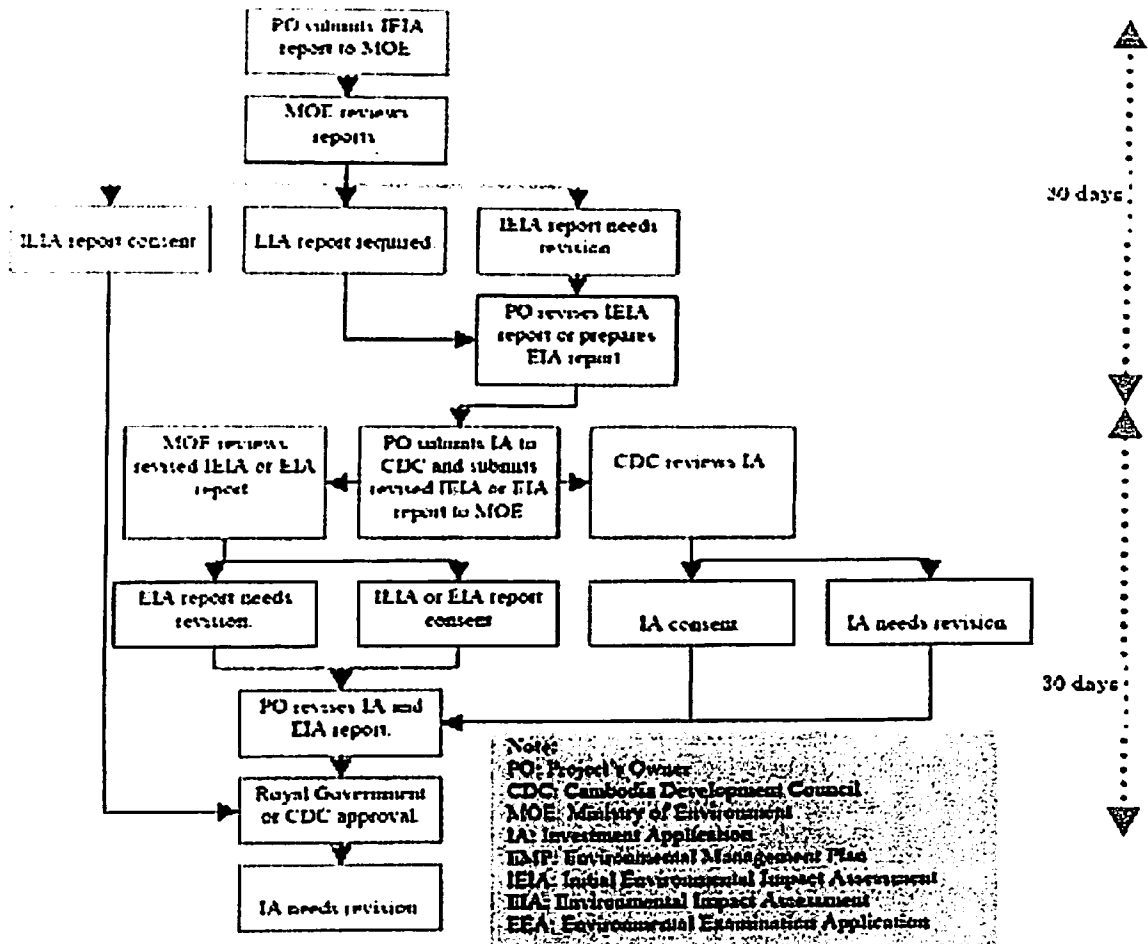 PO submits IEIA
report to MOE
MOE reviews
reports
IEIA report consent
EIA report required
IEIA report needs
revision
PO revises IEIA
report or prepares
EIA report
30 days
MOE reviews
revised IEIA or EIA
report
PO submits IA to
CDC and submits
revised IEIA or EIA
report to MOE
CDC reviews IA
EIA report needs
revision.
IEIA or EIA report
consent
IA consent
IA needs revision
30 days
PO revises IA and
EIA report.
Royal Government
or CDC approval
IA needs revision
Note:
PO: Project's Owner
CDC: Cambodia Development Council
MOE: Ministry of Environment
IA: Investment Application
EMP: Environmental Management Plan
IEIA: Initial Environmental Impact Assessment
EIA: Environmental Impact Assessment
EEA: Environmental Examination Application